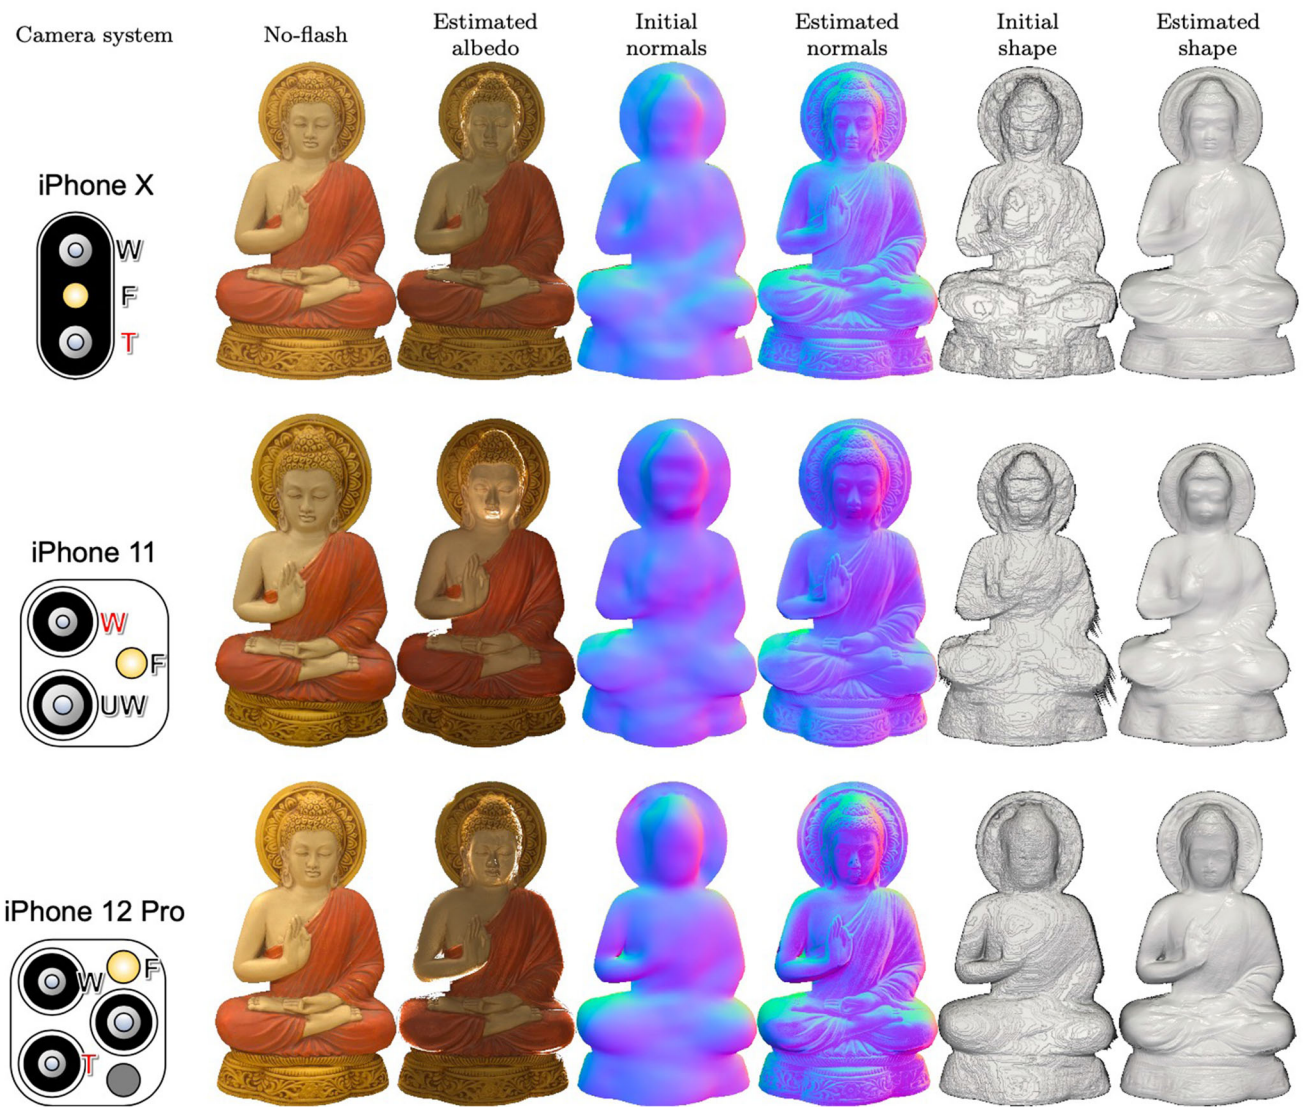 Camera system
No-flash
Estimated
albedo
Initial
normals
Estimated
normals
Initial
shape
Estimated
shape
iPhone X
W
F
T
iPhone 11
W
F
UW
iPhone 12 Pro
W
F
T